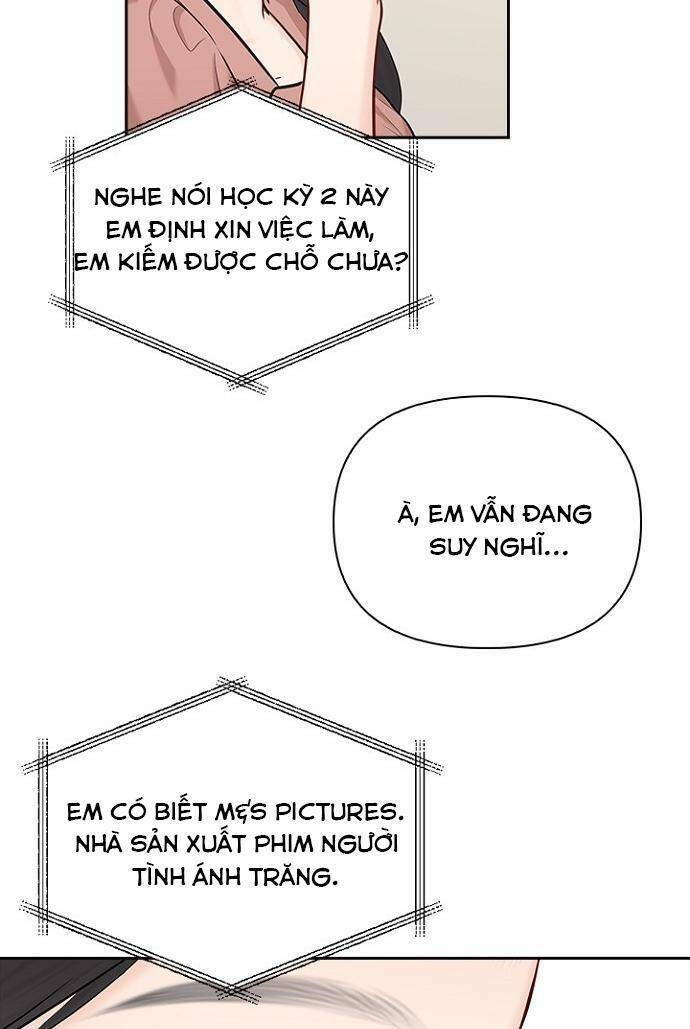 NGHE NÓI HỌC KỲ 2 NÀY
EM ĐỊNH XIN VIỆC LÀM,
EM KIẾM ĐƯỢC CHỖ CHƯA?
À, EM VẪN ĐANG
SUY NGHĨ...
EM CÓ BIẾT M&'S PICTURES.
NHÀ SẢN XUẤT PHIM NGƯỜI
TÌNH ÁNH TRĂNG.